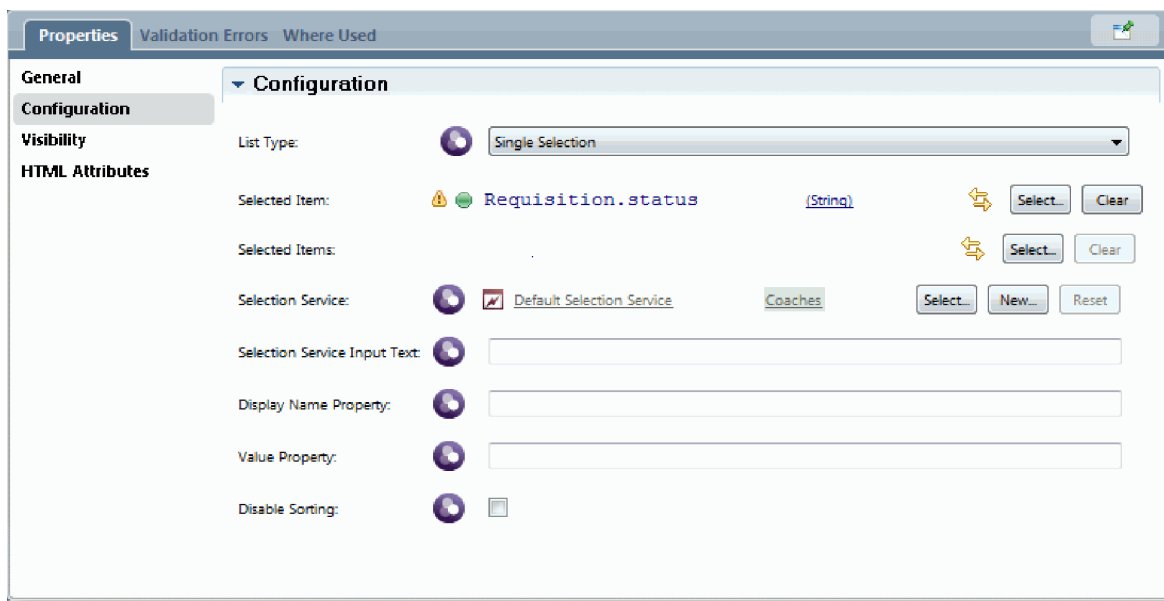 Properties Validation Errors Where Used
General
Configuration
Visibility
HTML Attributes
Configuration
List Type: Single Selection
Selected Item: Requisition.status (String) Select... Clear
Selected Items: Select... Clear
Selection Service: Default Selection Service Coaches Select... New... Reset
Selection Service Input Text:
Display Name Property:
Value Property:
Disable Sorting: